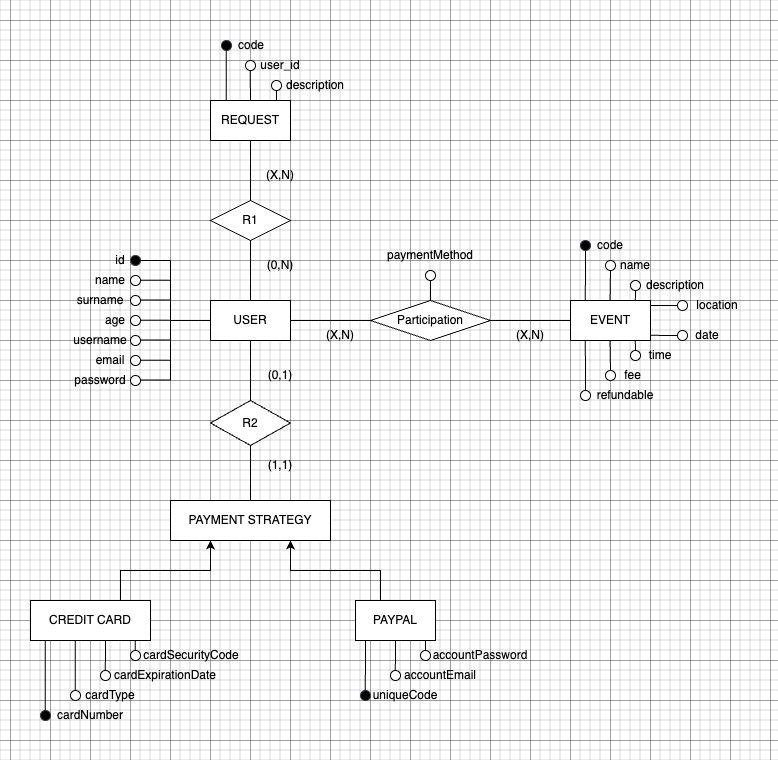 code
user_id
description
REQUEST
(X,N)
R1
(0,N)
id
name
surname
age
username
email
password
USER
(X,N)
paymentMethod
Participation
(X,N)
code
name
description
location
EVENT
date
time
fee
refundable
(0,1)
R2
(1,1)
PAYMENT STRATEGY
CREDIT CARD
cardSecurityCode
cardExpirationDate
cardType
cardNumber
PAYPAL
accountPassword
accountEmail
uniqueCode